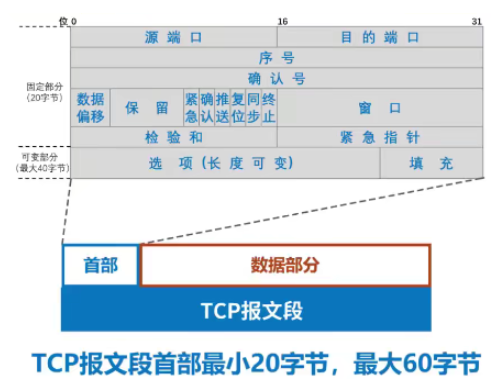 位 0 16 31
源端口 目的端口
固定部分
(20字节)
序号
确认号
数据偏移 保留 紧急 确认 推送 复位 同步 终止 窗口
检验和 紧急指针
可变部分
(最大40字节)
选项(长度可变) 填充
首部 数据部分
TCP报文段
TCP报文段首部最小20字节，最大60字节